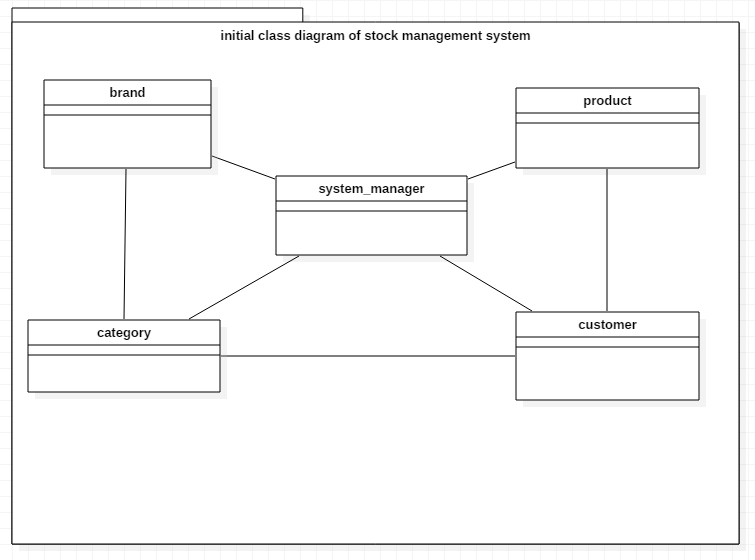 initial class diagram of stock management system
brand
product
system_manager
category
customer